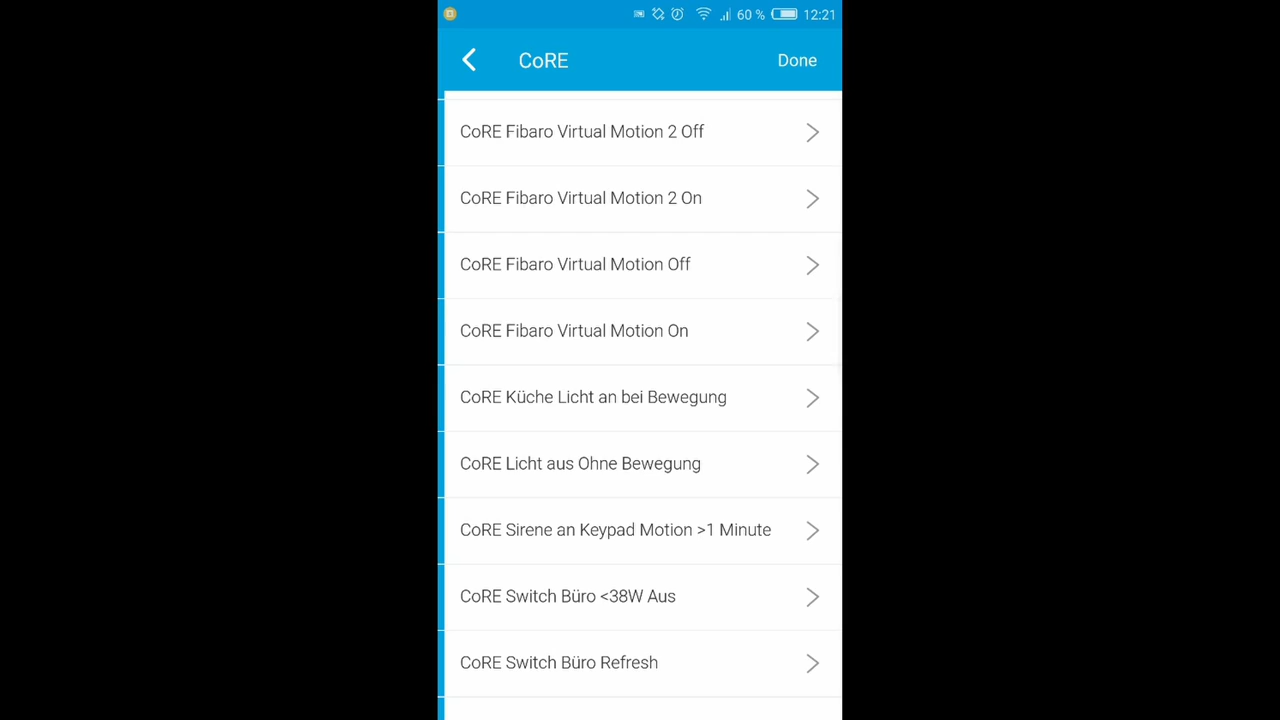 60 % 12:21
CoRE Done
CoRE Fibaro Virtual Motion 2 Off
CoRE Fibaro Virtual Motion 2 On
CoRE Fibaro Virtual Motion Off
CoRE Fibaro Virtual Motion On
CoRE Küche Licht an bei Bewegung
CoRE Licht aus Ohne Bewegung
CoRE Sirene an Keypad Motion >1 Minute
CoRE Switch Büro <38W Aus
CoRE Switch Büro Refresh